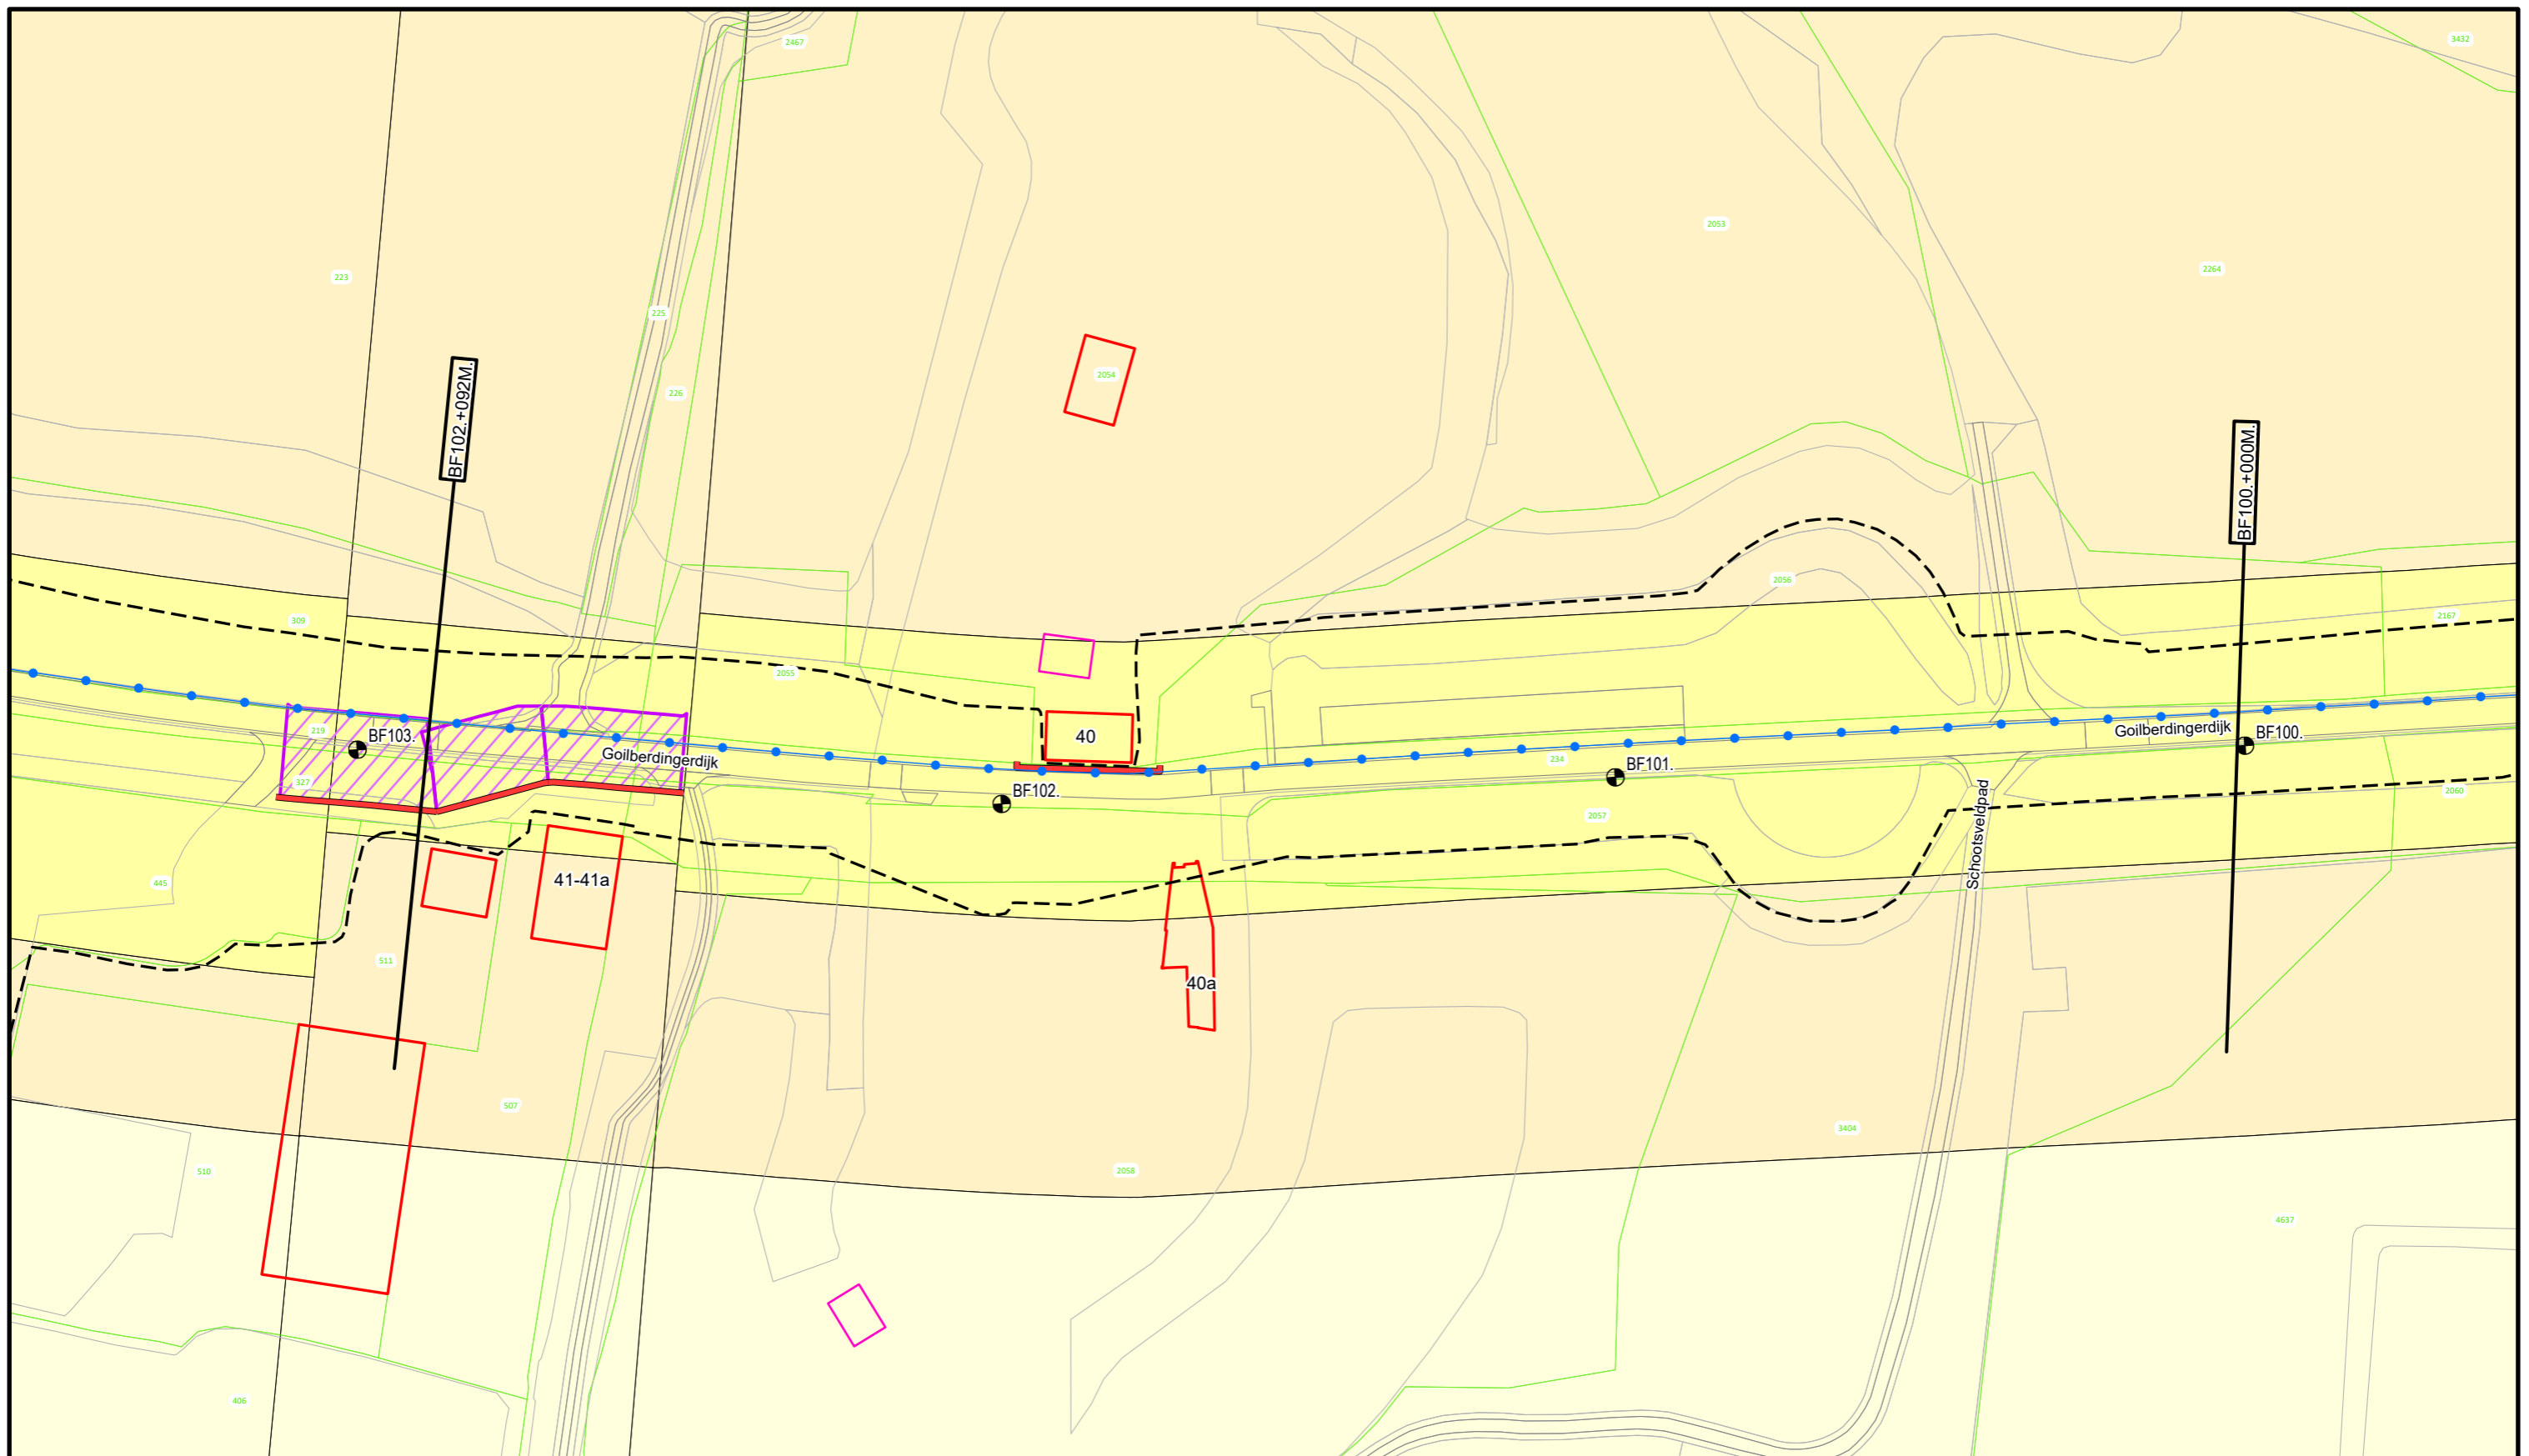 2467
3432
2053
223
2264
225
2054
226
BF102.+092M.
BF100.+000M.
2056
309
2167
2055
219
BF103.
40
Goilberdingerdijk
BF100.
Goilberdingerdijk
234
BF101.
327
BF102.
2060
2057
Schootsveldpad
445
41-41a
511
40a
507
3404
510
2058
4637
406